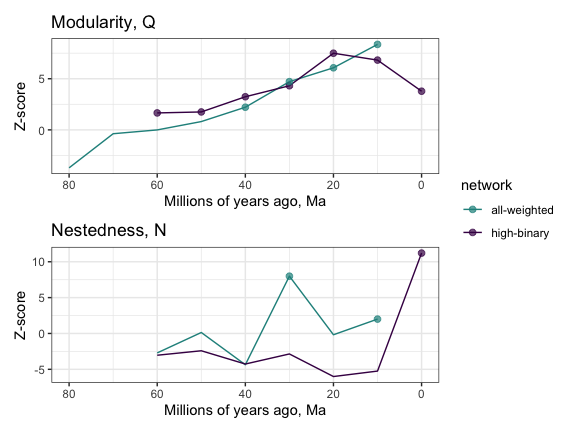 Modularity, Q
Z-score
5
0
80
60
40
20
0
Millions of years ago, Ma
network
all-weighted
high-binary
Nestedness, N
Z-score
10
5
0
-5
80
60
40
20
0
Millions of years ago, Ma